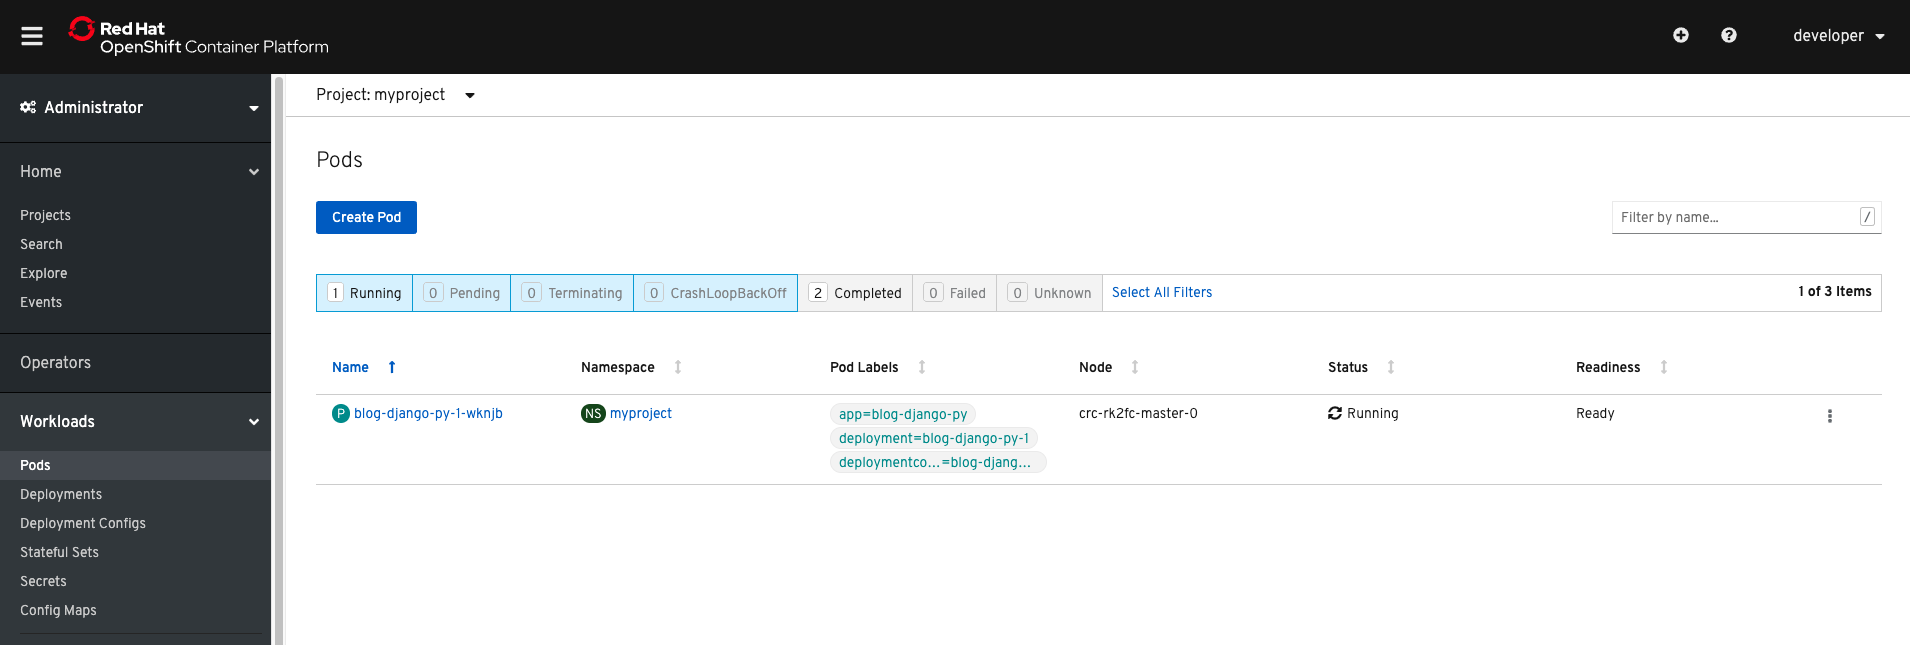 Red Hat
OpenShift Container Platform
developer
Administrator
Project: myproject
Home
Projects
Search
Explore
Events
Operators
Workloads
Pods
Deployments
Deployment Configs
Stateful Sets
Secrets
Config Maps
Pods
Create Pod
Filter by name... /
1 Running 0 Pending 0 Terminating 0 CrashLoopBackOff 2 Completed 0 Failed 0 Unknown Select All Filters 1 of 3 Items
Name Namespace Pod Labels Node Status Readiness
P blog-django-py-1-wknjb NS myproject app=blog-django-py crc-rk2fc-master-0 Running Ready
deployment=blog-django-py-1
deploymentco...=blog-djang...